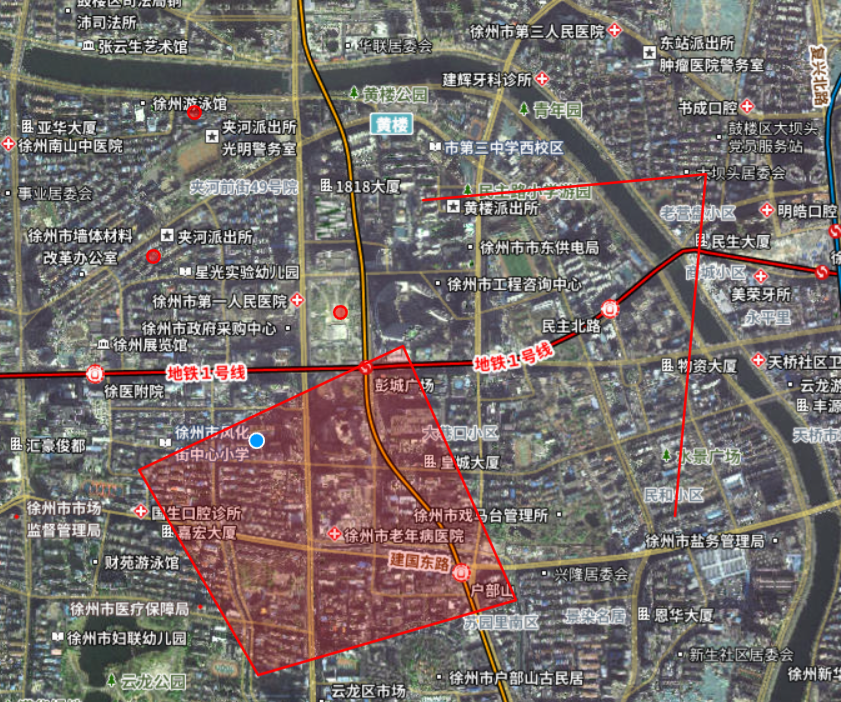 沛司法所
张云生艺术馆
华联居委会
徐州市第三人民医院
东站派出所
肿瘤医院警务室
复兴北路
建辉牙科诊所
黄楼公园
徐州游泳馆
青年园
书成口腔
亚华大厦
徐州南山中医院
夹河派出所
光明警务室
黄楼
市第三中学西校区
鼓楼区大坝头
党员服务站
事业居委会
夹河前街49号院
1818大厦
民主路小学游园
大坝头居委会
黄楼派出所
明皓口腔
徐州市墙体材料
改革办公室
夹河派出所
徐州市市东供电局
民生大厦
星光实验幼儿园
徐州市工程咨询中心
美荣牙所
徐州市第一人民医院
永平里
徐州市政府采购中心
民主北路
徐州展览馆
地铁1号线
地铁1号线
物资大厦
天桥社区卫
徐医附院
彭城广场
云龙游
丰源
徐州市风化
街中心小学
大巷口小区
天桥市
汇豪俊都
皇城大厦
水景广场
民和小区
徐州市市场
监督管理局
国生口腔诊所
嘉宏大厦
徐州市戏马台管理所
徐州市老年病医院
徐州市盐务管理局
财苑游泳馆
建国东路
兴隆居委会
户部山
徐州市医疗保障局
苏园里南区
景染名居
恩华大厦
徐州市妇联幼儿园
新生社区居委会
云龙公园
徐州市户部山古民居
徐州新华
云龙区市场